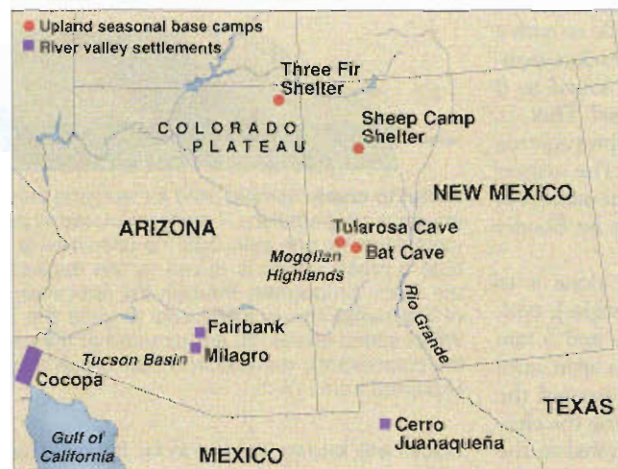 Upland seasonal base camps
River valley settlements
Three Fir
Shelter
COLORADO
PLATEAU
Sheep Camp
Shelter
NEW MEXICO
ARIZONA
Tularosa Cave
Mogollan
Highlands
Bat Cave
Rio Grande
Fairbank
Tucson Basin
Milagro
Cocopa
TEXAS
Gulf of
California
MEXICO
Cerro
Juanaqueña